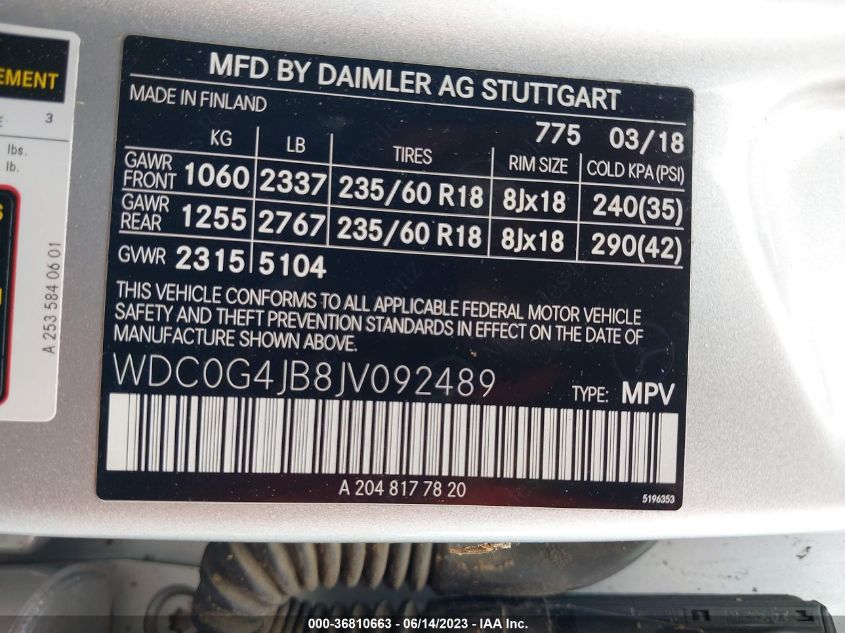 EMENT
E 3
lbs.
lb.
A 253 584 06 01
MFD BY DAIMLER AG STUTTGART
MADE IN FINLAND
775 03/18
KG LB TIRES RIM SIZE COLD KPA (PSI)
GAWR FRONT 1060 2337 235/60 R18 8Jx18 240(35)
GAWR REAR 1255 2767 235/60 R18 8Jx18 290(42)
GVWR 2315 5104
THIS VEHICLE CONFORMS TO ALL APPLICABLE FEDERAL MOTOR VEHICLE
SAFETY AND THEFT PREVENTION STANDARDS IN EFFECT ON THE DATE OF
MANUFACTURE SHOWN ABOVE.
WDC0G4JB8JV092489 TYPE: MPV
A 204 817 78 20
5196353
000-36810663 - 06/14/2023 - IAA Inc.